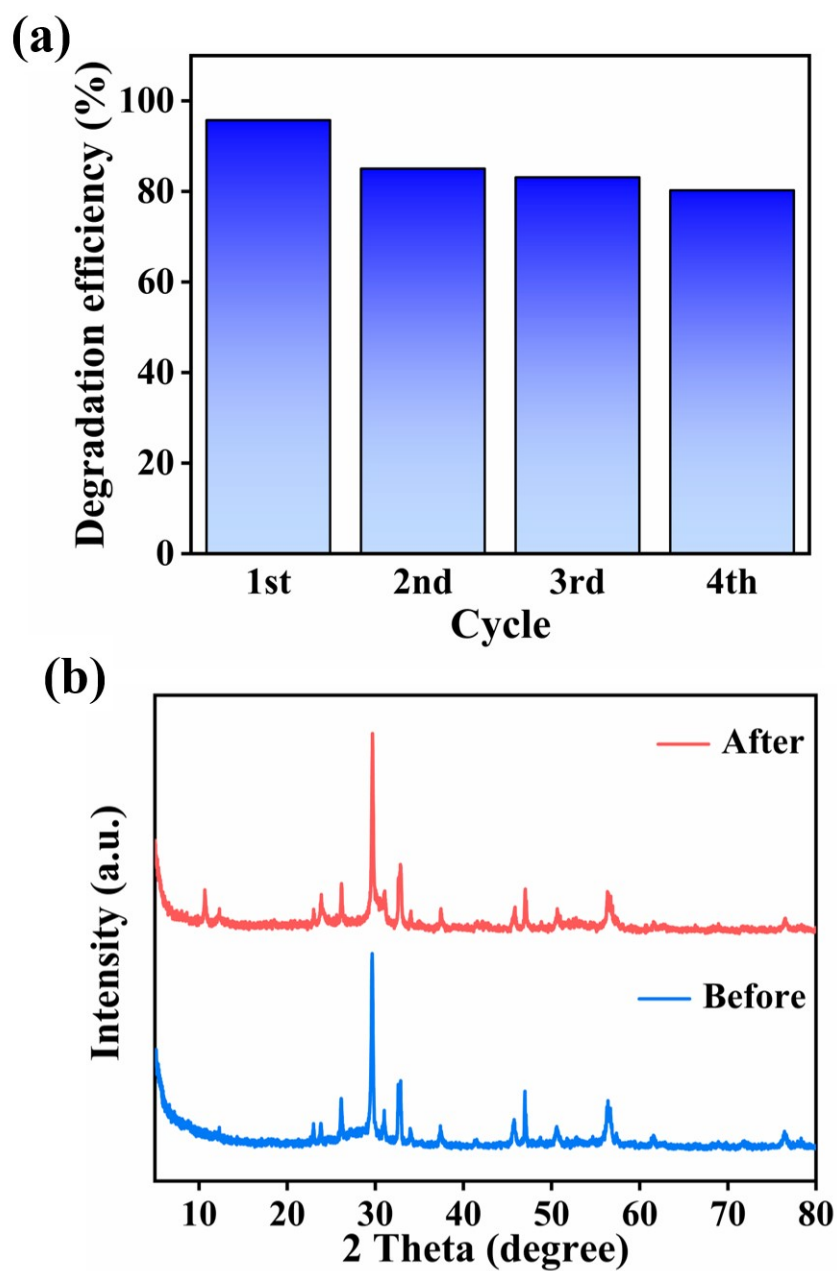 (a)
Degradation efficiency (%)
100
80
60
40
20
0
1st 2nd 3rd 4th
Cycle
(b)
Intensity (a.u.)
After
Before
10 20 30 40 50 60 70 80
2 Theta (degree)